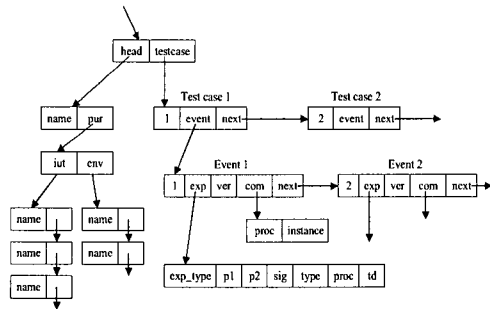 head testcase
Test case 1 Test case 2
name pur 1 event next 2 event next
iut env Event 1 Event 2
1 exp ver com next 2 exp ver com next
name name
proc instance
name name
exp_type p1 p2 sig type proc td
name